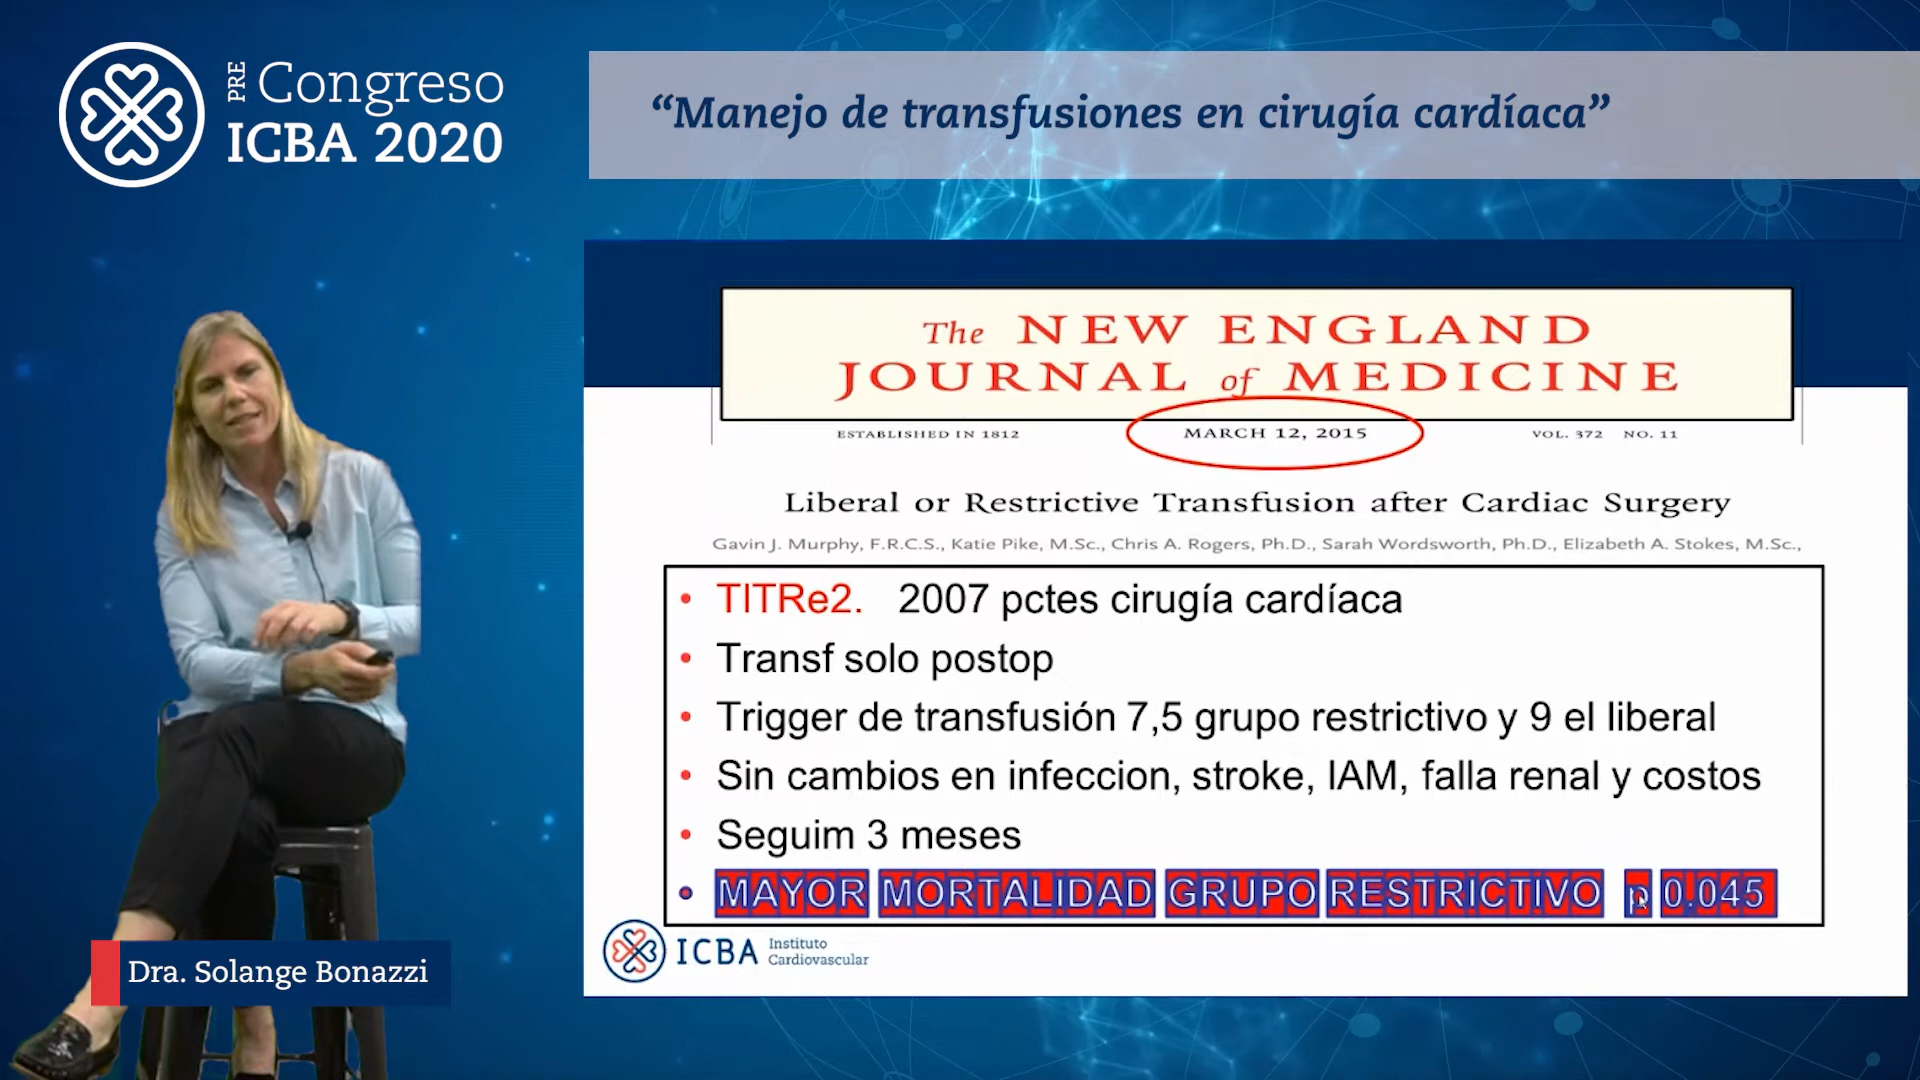 PRE Congreso
ICBA 2020
“Manejo de transfusiones en cirugía cardíaca”
The NEW ENGLAND
JOURNAL of MEDICINE
ESTABLISHED IN 1812 MARCH 12, 2015 VOL. 372 NO. 11
Liberal or Restrictive Transfusion after Cardiac Surgery
Gavin J. Murphy, F.R.C.S., Katie Pike, M.Sc., Chris A. Rogers, Ph.D., Sarah Wordsworth, Ph.D., Elizabeth A. Stokes, M.Sc.,
• TITRe2. 2007 pctes cirugía cardíaca
• Transf solo postop
• Trigger de transfusión 7,5 grupo restrictivo y 9 el liberal
• Sin cambios en infeccion, stroke, IAM, falla renal y costos
• Seguim 3 meses
• MAYOR MORTALIDAD GRUPO RESTRICTIVO p 0.045
ICBA Instituto
Cardiovascular
Dra. Solange Bonazzi